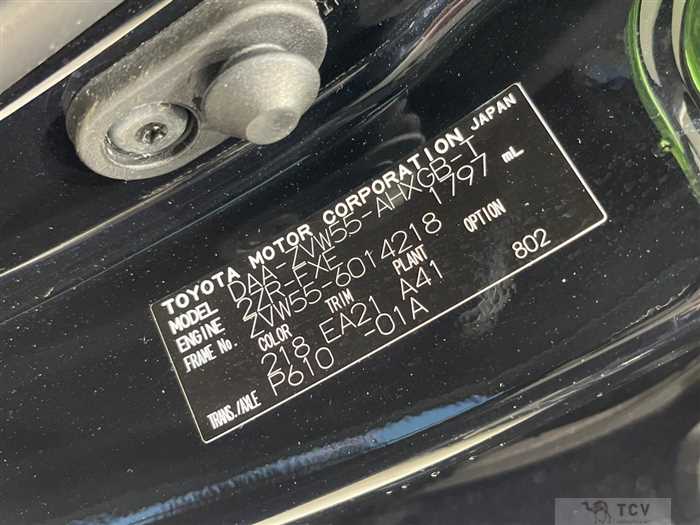 TOYOTA MOTOR CORPORATION JAPAN
MODEL DAA-ZVW55-AHXGB-T
ENGINE 2ZR-FXE 1797 mL
FRAME No. ZVW55-6014218
COLOR TRIM PLANT OPTION
218 EA21 A41 802
TRANS./AXLE P610 -01A
TCV